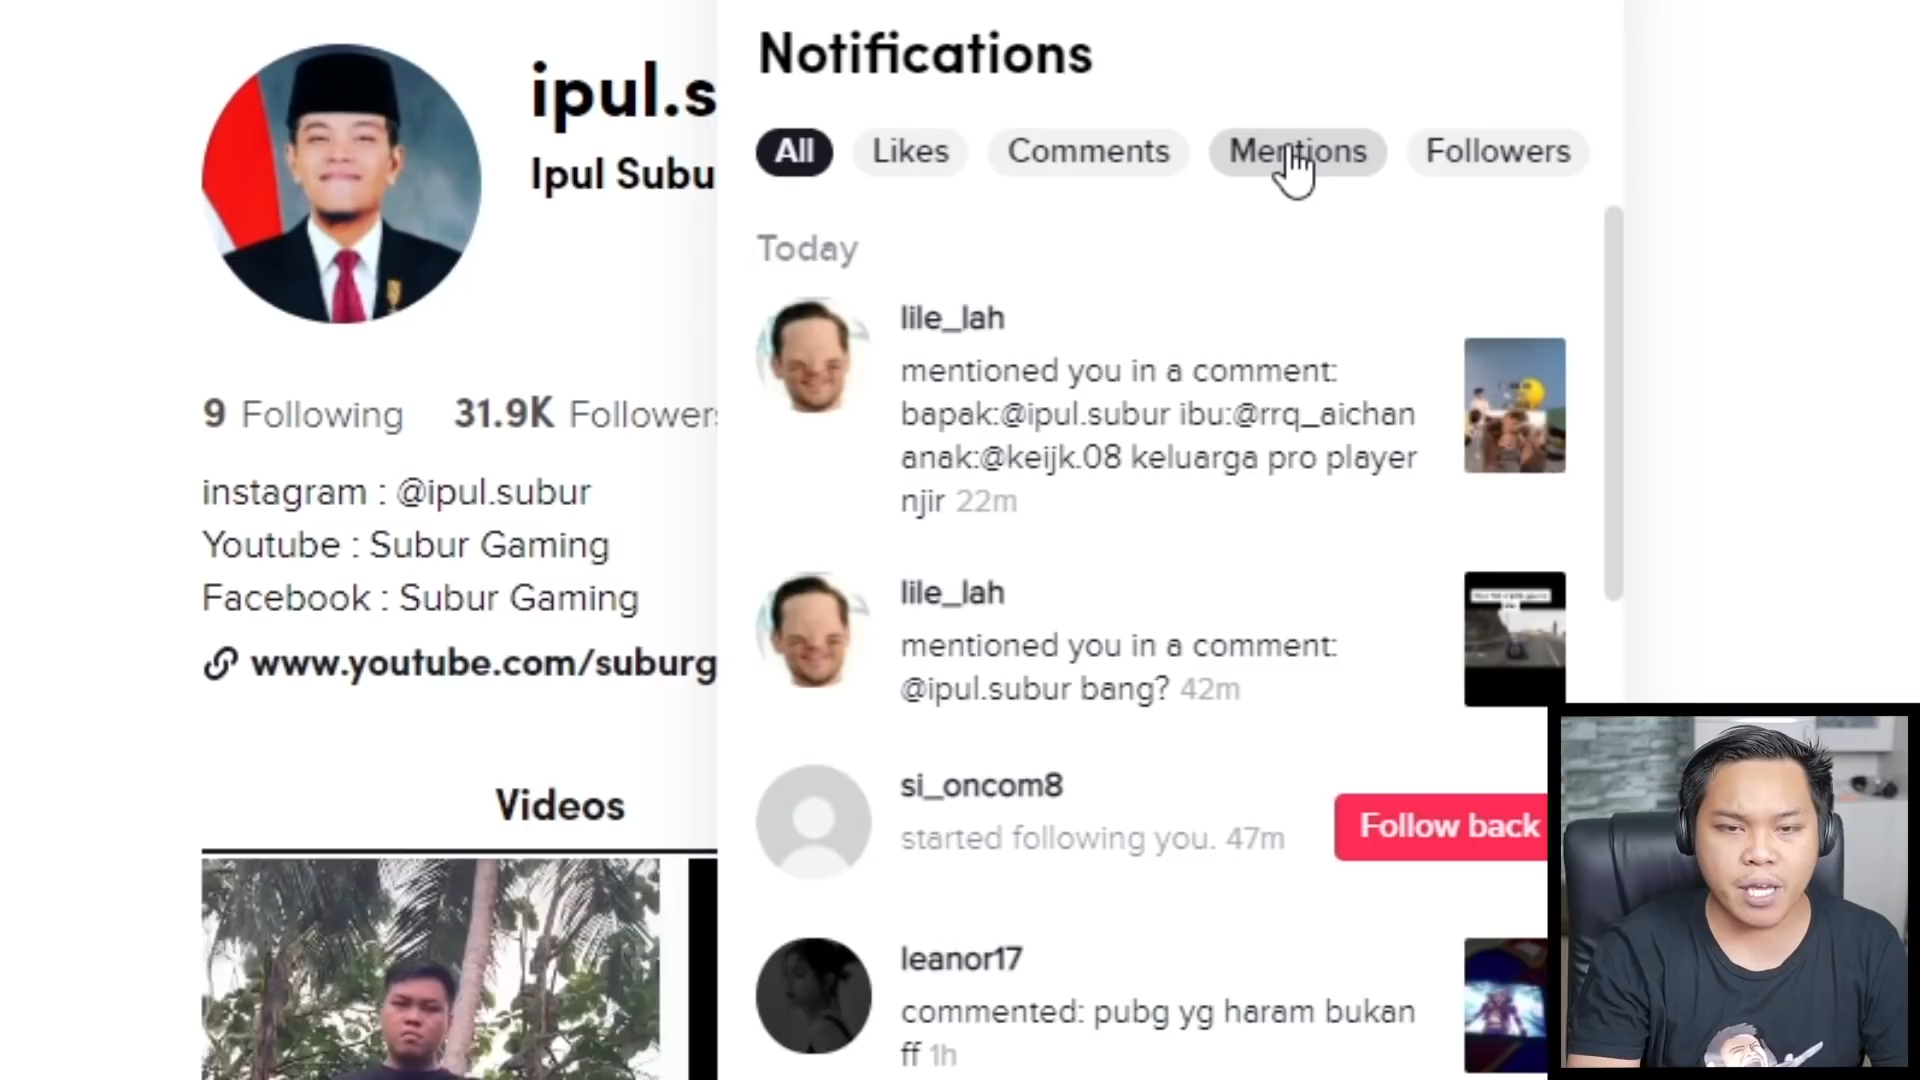 ipul.s
Ipul Subu
9 Following 31.9K Followers
instagram : @ipul.subur
Youtube : Subur Gaming
Facebook : Subur Gaming
www.youtube.com/suburg
Videos
Notifications
All Likes Comments Mentions Followers
Today
lile_lah
mentioned you in a comment:
bapak:@ipul.subur ibu:@rrq_aichan
anak:@keijk.08 keluarga pro player
njir 22m
lile_lah
mentioned you in a comment:
@ipul.subur bang? 42m
si_oncom8
started following you. 47m
Follow back
leanor17
commented: pubg yg haram bukan
ff 1h